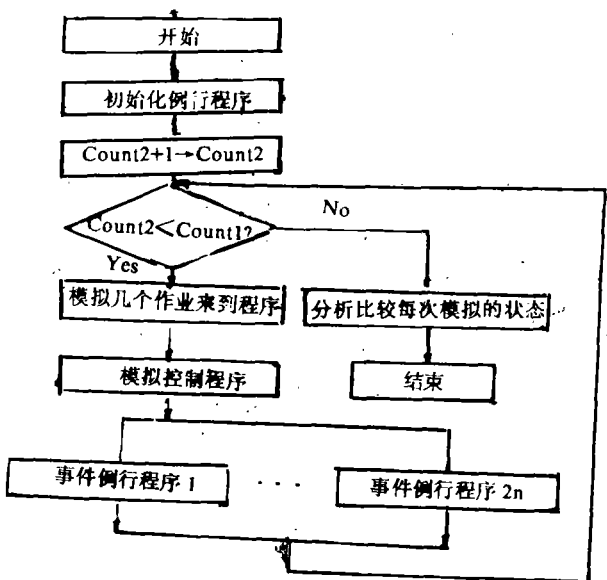 开始
初始化例行程序
Count2+1→Count2
Count2<Count1?
No
Yes
模拟几个作业来到程序
分析比较每次模拟的状态
模拟控制程序
结束
事件例行程序 1
· · ·
事件例行程序 2n